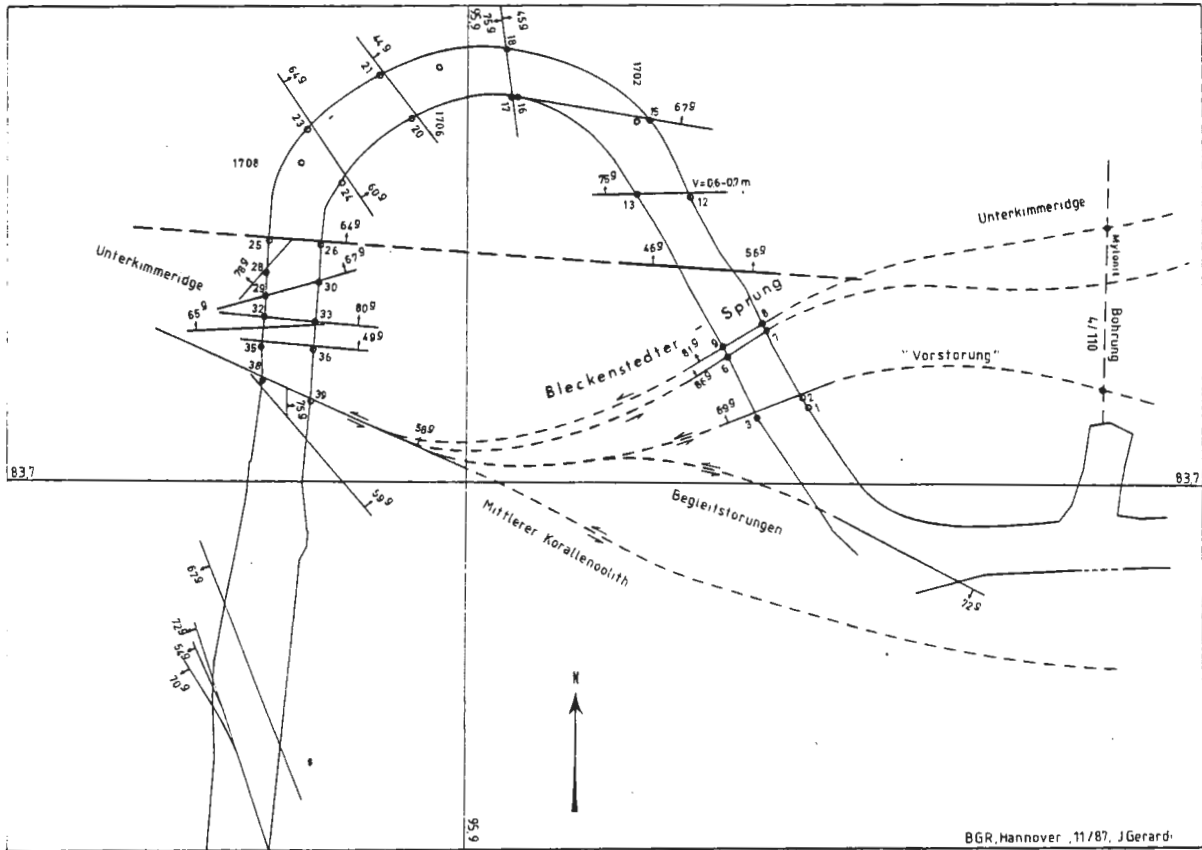 95,9
75g
45g
18
44g
21
64g
1702
17
16
15
67g
23
20
1706
1708
24
60g
75g
V=0,6-0,7m
13
12
Unterkimmeridge
25
26
64g
46g
56g
28
67g
Unterkimmeridge
78g
29
30
Mylonit
32
33
80g
65g
Bleckenstedter Sprung
8
7
9
6
81g
86g
Bohrung
4/110
35
36
49g
"Vorstorung"
38
39
75g
58g
69g
3
2
1
83,7
83,7
59g
Begleitstorungen
Mittlerer Korallenoolith
67g
72g
72g
54g
70g
N
95,9
BGR, Hannover, 11/87, J Gerardi